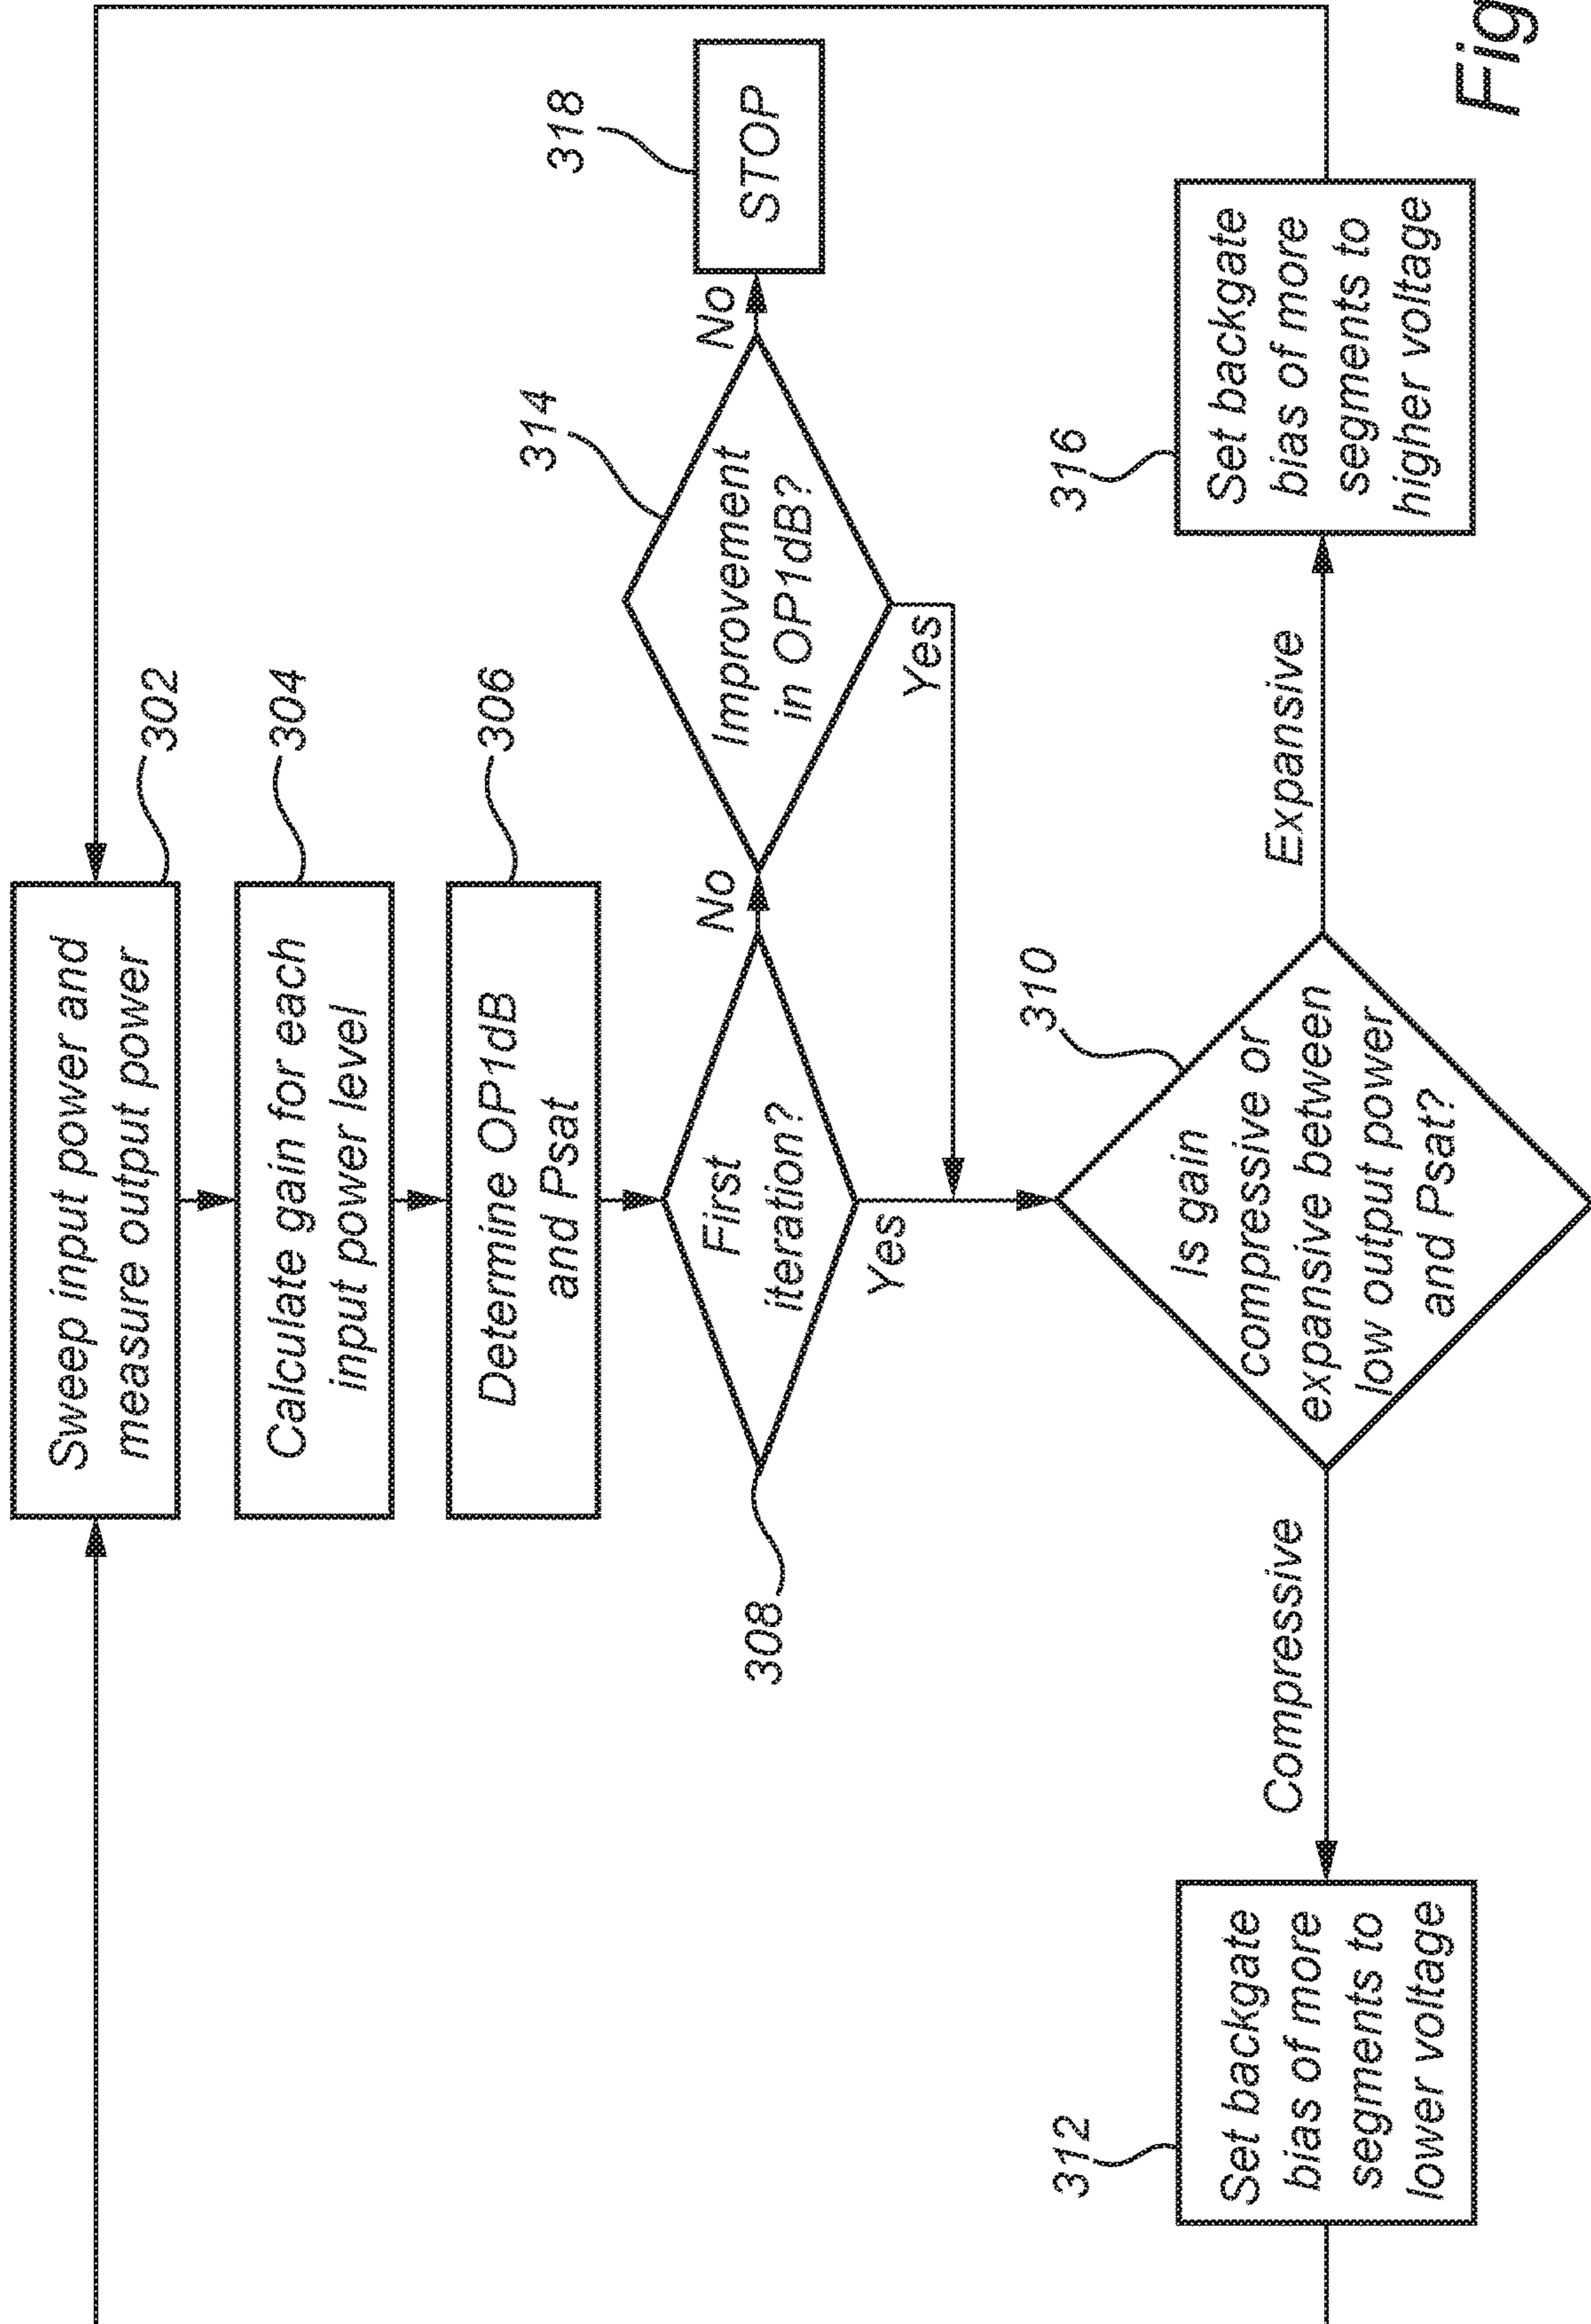 302
Sweep input power and
measure output power
304
Calculate gain for each
input power level
306
Determine OP1dB
and Psat
308
First
iteration?
No
Yes
314
Improvement
in OP1dB?
No
Yes
318
STOP
310
Is gain
compressive or
expansive between
low output power
and Psat?
Compressive
Expansive
312
Set backgate
bias of more
segments to
lower voltage
316
Set backgate
bias of more
segments to
higher voltage
Fig